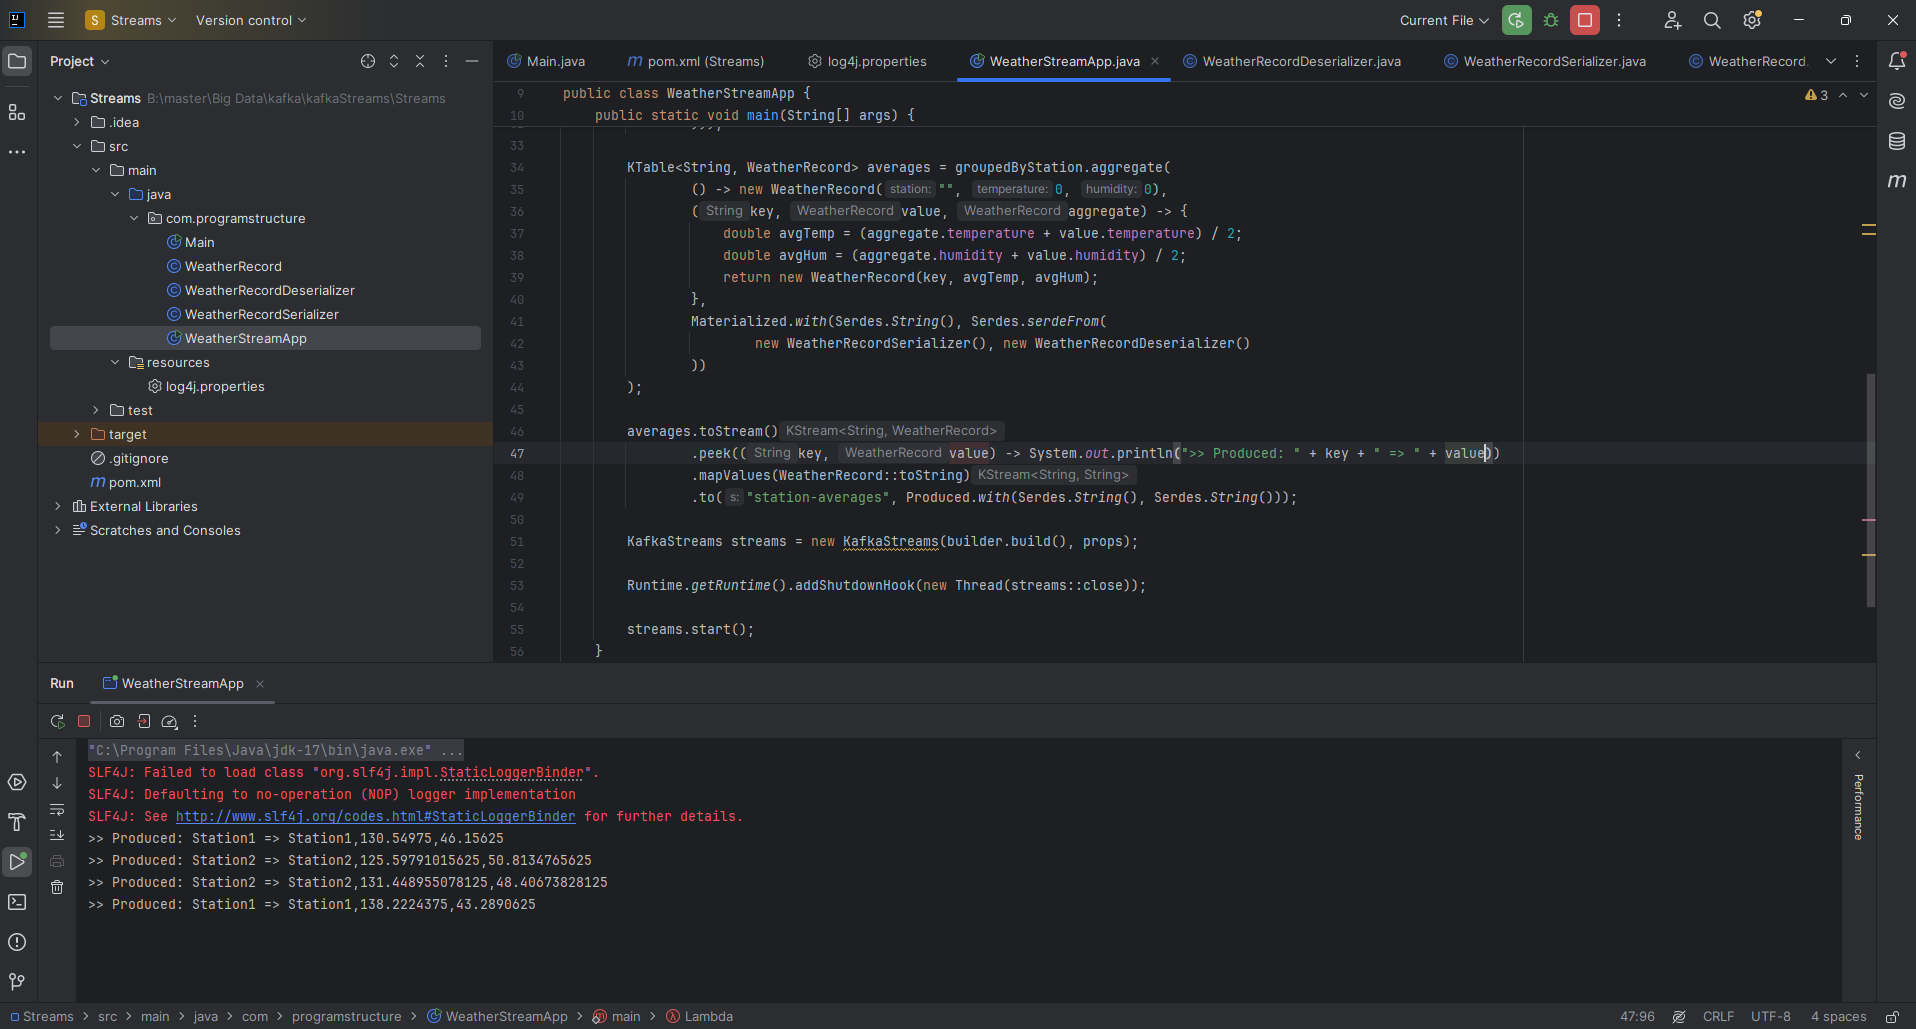 S Streams Version control Current File
Project
Streams B:\master\Big Data\kafka\kafkaStreams\Streams
.idea
src
main
java
com.programstructure
Main
WeatherRecord
WeatherRecordDeserializer
WeatherRecordSerializer
WeatherStreamApp
resources
log4j.properties
test
target
.gitignore
m pom.xml
External Libraries
Scratches and Consoles
Main.java m pom.xml (Streams) log4j.properties WeatherStreamApp.java WeatherRecordDeserializer.java WeatherRecordSerializer.java WeatherRecord.
3
9 public class WeatherStreamApp {
10 public static void main(String[] args) {
33
34 KTable<String, WeatherRecord> averages = groupedByStation.aggregate(
35 () -> new WeatherRecord( station: "", temperature: 0, humidity: 0),
36 ( String key, WeatherRecord value, WeatherRecord aggregate) -> {
37 double avgTemp = (aggregate.temperature + value.temperature) / 2;
38 double avgHum = (aggregate.humidity + value.humidity) / 2;
39 return new WeatherRecord(key, avgTemp, avgHum);
40 },
41 Materialized.with(Serdes.String(), Serdes.serdeFrom(
42 new WeatherRecordSerializer(), new WeatherRecordDeserializer()
43 ))
44 );
45
46 averages.toStream() KStream<String, WeatherRecord>
47 .peek(( String key, WeatherRecord value) -> System.out.println(">> Produced: " + key + " => " + value))
48 .mapValues(WeatherRecord::toString) KStream<String, String>
49 .to( s: "station-averages", Produced.with(Serdes.String(), Serdes.String()));
50
51 KafkaStreams streams = new KafkaStreams(builder.build(), props);
52
53 Runtime.getRuntime().addShutdownHook(new Thread(streams::close));
54
55 streams.start();
56 }
Run WeatherStreamApp
"C:\Program Files\Java\jdk-17\bin\java.exe" ...
SLF4J: Failed to load class "org.slf4j.impl.StaticLoggerBinder".
SLF4J: Defaulting to no-operation (NOP) logger implementation
SLF4J: See http://www.slf4j.org/codes.html#StaticLoggerBinder for further details.
>> Produced: Station1 => Station1,130.54975,46.15625
>> Produced: Station2 => Station2,125.59791015625,50.8134765625
>> Produced: Station2 => Station2,131.448955078125,48.40673828125
>> Produced: Station1 => Station1,138.2224375,43.2890625
Performance
Streams > src > main > java > com > programstructure > WeatherStreamApp > main > Lambda 47:96 CRLF UTF-8 4 spaces